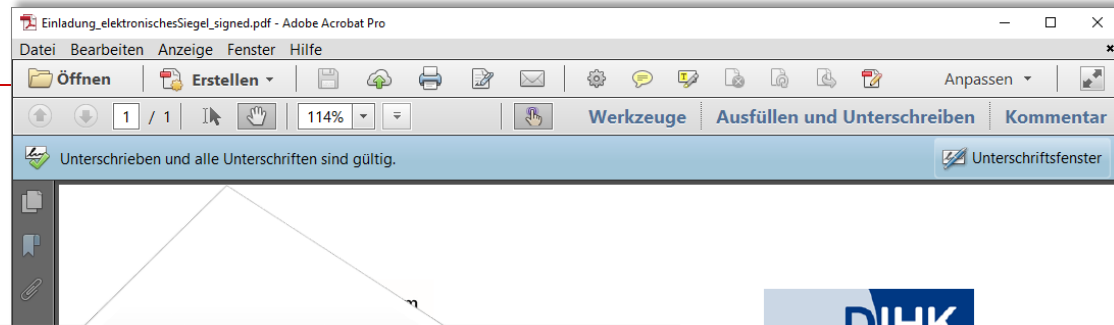 Einladung_elektronischesSiegel_signed.pdf - Adobe Acrobat Pro
Datei Bearbeiten Anzeige Fenster Hilfe
Öffnen Erstellen Anpassen
1 / 1 114% Werkzeuge Ausfüllen und Unterschreiben Kommentar
Unterschrieben und alle Unterschriften sind gültig. Unterschriftsfenster
DIHK